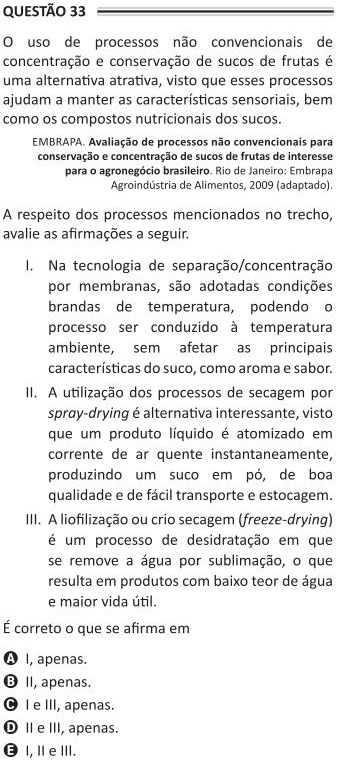 QUESTÃO 33
O uso de processos não convencionais de
concentração e conservação de sucos de frutas é
uma alternativa atrativa, visto que esses processos
ajudam a manter as características sensoriais, bem
como os compostos nutricionais dos sucos.
EMBRAPA. Avaliação de processos não convencionais para
conservação e concentração de sucos de frutas de interesse
para o agronegócio brasileiro. Rio de Janeiro: Embrapa
Agroindústria de Alimentos, 2009 (adaptado).
A respeito dos processos mencionados no trecho,
avalie as afirmações a seguir.
I. Na tecnologia de separação/concentração
por membranas, são adotadas condições
brandas de temperatura, podendo o
processo ser conduzido à temperatura
ambiente, sem afetar as principais
características do suco, como aroma e sabor.
II. A utilização dos processos de secagem por
spray-drying é alternativa interessante, visto
que um produto líquido é atomizado em
corrente de ar quente instantaneamente,
produzindo um suco em pó, de boa
qualidade e de fácil transporte e estocagem.
III. A liofilização ou crio secagem (freeze-drying)
é um processo de desidratação em que
se remove a água por sublimação, o que
resulta em produtos com baixo teor de água
e maior vida útil.
É correto o que se afirma em
A I, apenas.
B II, apenas.
C I e III, apenas.
D II e III, apenas.
E I, II e III.